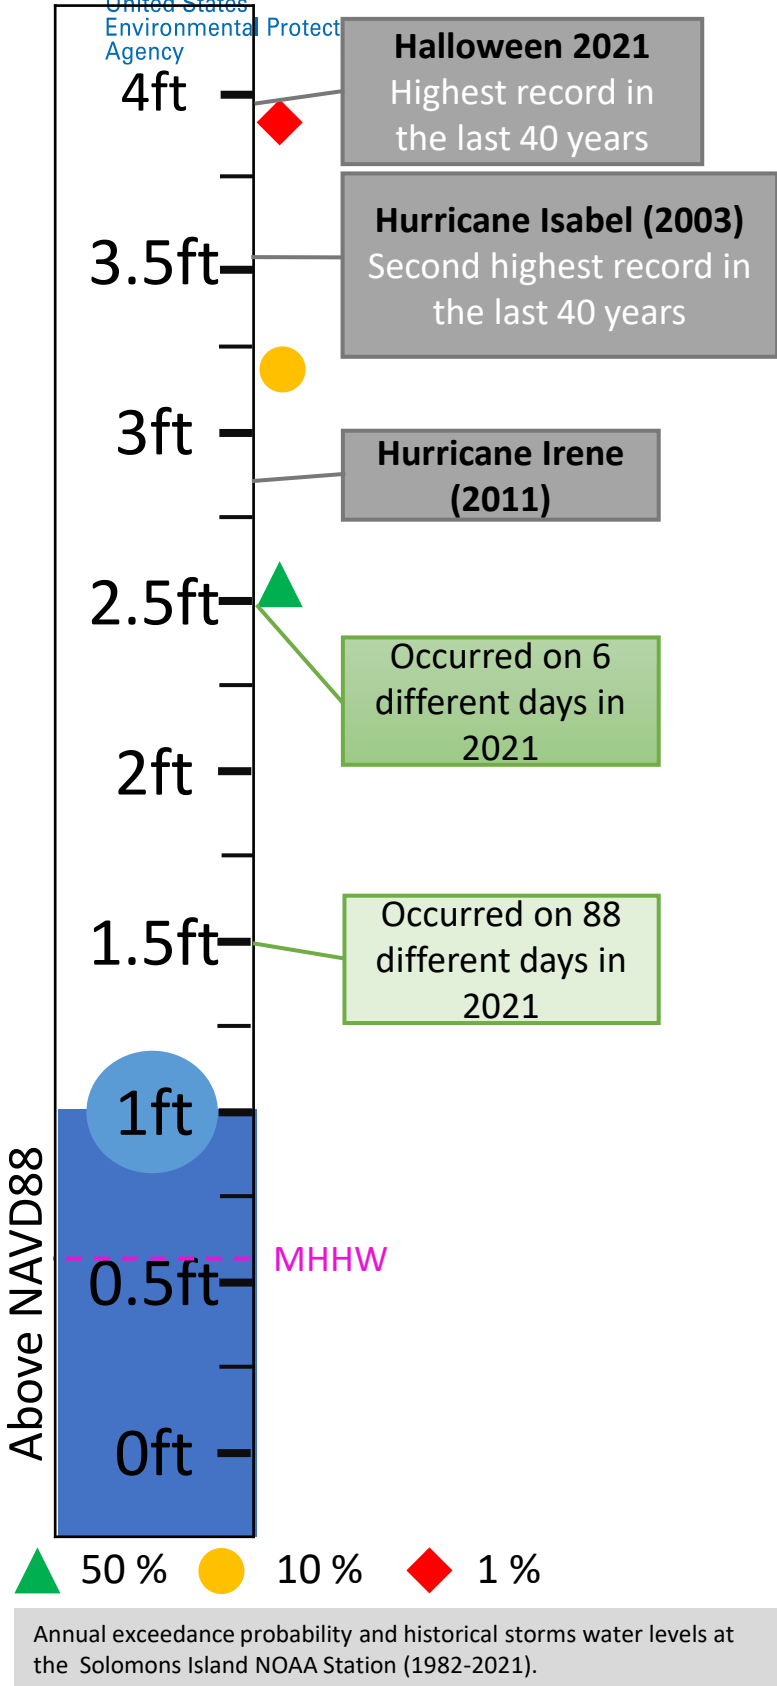 United States
Environmental Protect
Agency
Halloween 2021
Highest record in
the last 40 years
4ft
Hurricane Isabel (2003)
Second highest record in
the last 40 years
3.5ft
3ft
Hurricane Irene
(2011)
2.5ft
Occurred on 6
different days in
2021
2ft
1.5ft
Occurred on 88
different days in
2021
1ft
Above NAVD88
MHHW
0.5ft
0ft
50 % 10 % 1 %
Annual exceedance probability and historical storms water levels at
the Solomons Island NOAA Station (1982-2021).